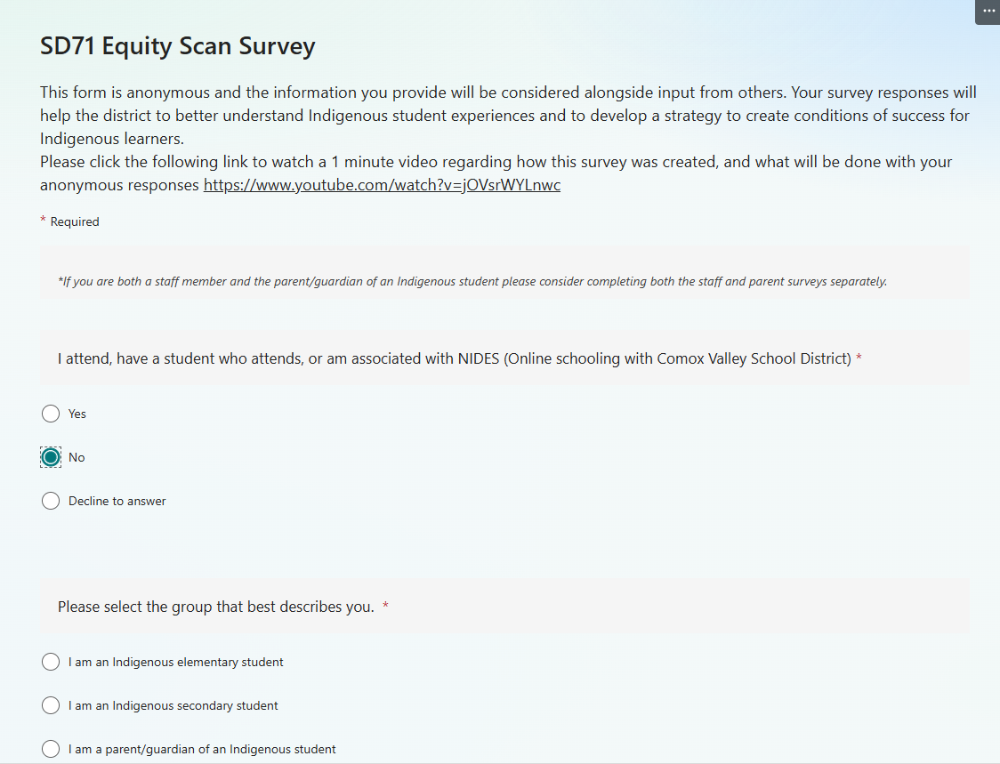 SD71 Equity Scan Survey
This form is anonymous and the information you provide will be considered alongside input from others. Your survey responses will
help the district to better understand Indigenous student experiences and to develop a strategy to create conditions of success for
Indigenous learners.
Please click the following link to watch a 1 minute video regarding how this survey was created, and what will be done with your
anonymous responses https://www.youtube.com/watch?v=jOVsrWYLnwc
* Required
*If you are both a staff member and the parent/guardian of an Indigenous student please consider completing both the staff and parent surveys separately.
I attend, have a student who attends, or am associated with NIDES (Online schooling with Comox Valley School District) *
Yes
No
Decline to answer
Please select the group that best describes you. *
I am an Indigenous elementary student
I am an Indigenous secondary student
I am a parent/guardian of an Indigenous student